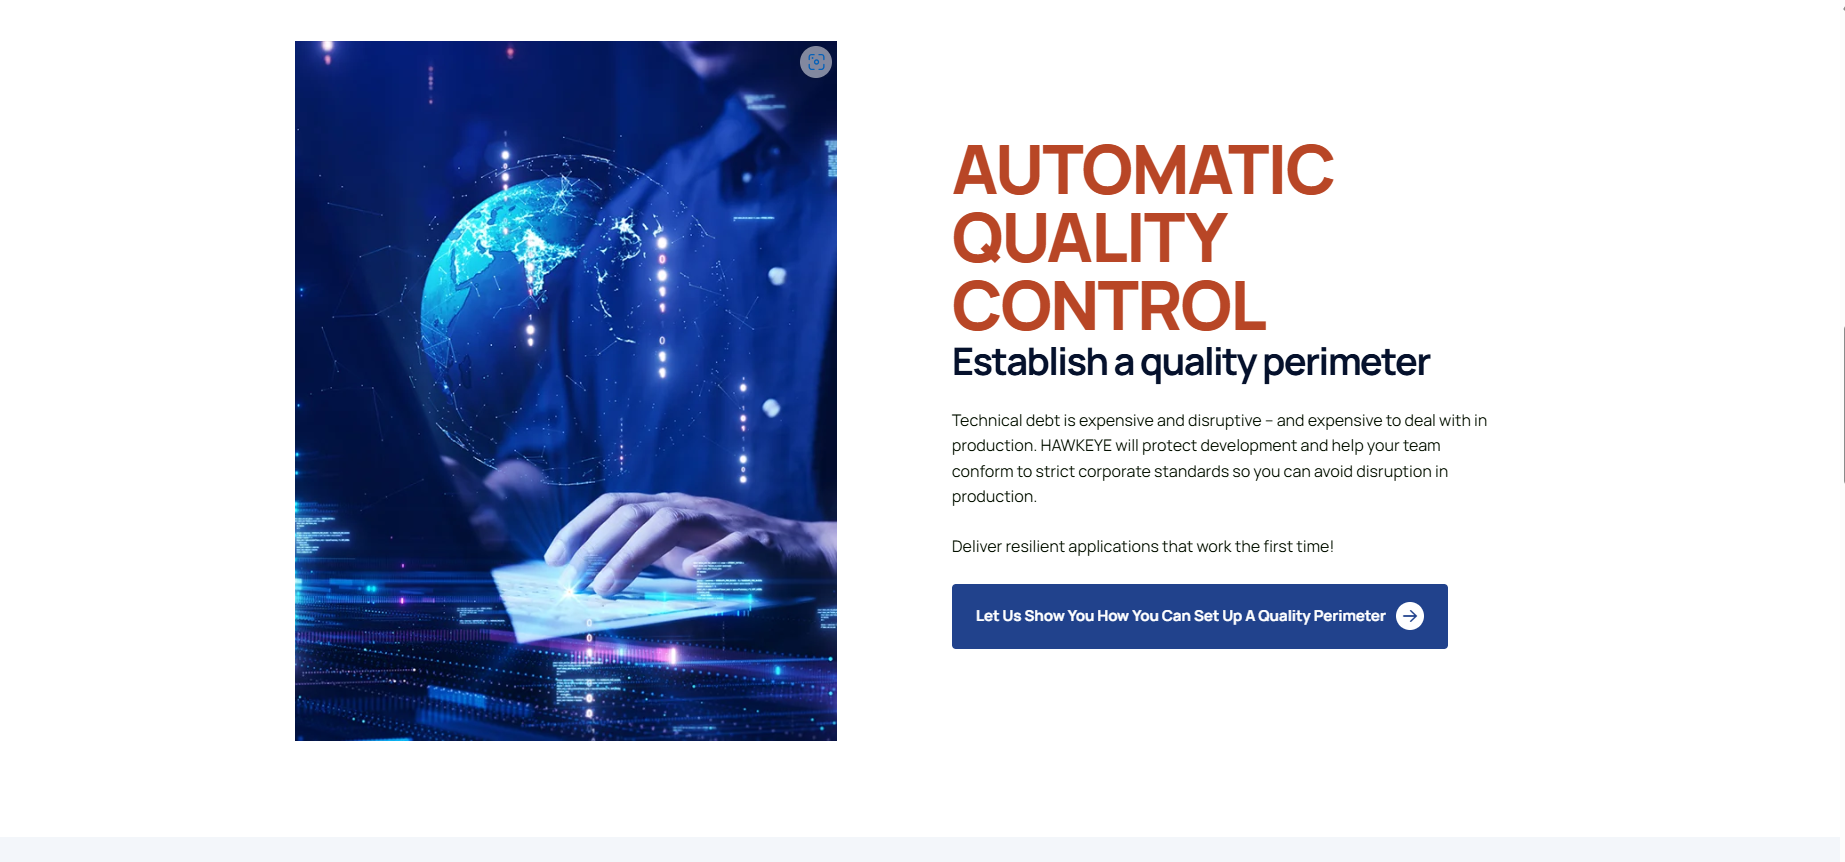 AUTOMATIC
QUALITY
CONTROL
Establish a quality perimeter
Technical debt is expensive and disruptive – and expensive to deal with in
production. HAWKEYE will protect development and help your team
conform to strict corporate standards so you can avoid disruption in
production.
Deliver resilient applications that work the first time!
Let Us Show You How You Can Set Up A Quality Perimeter